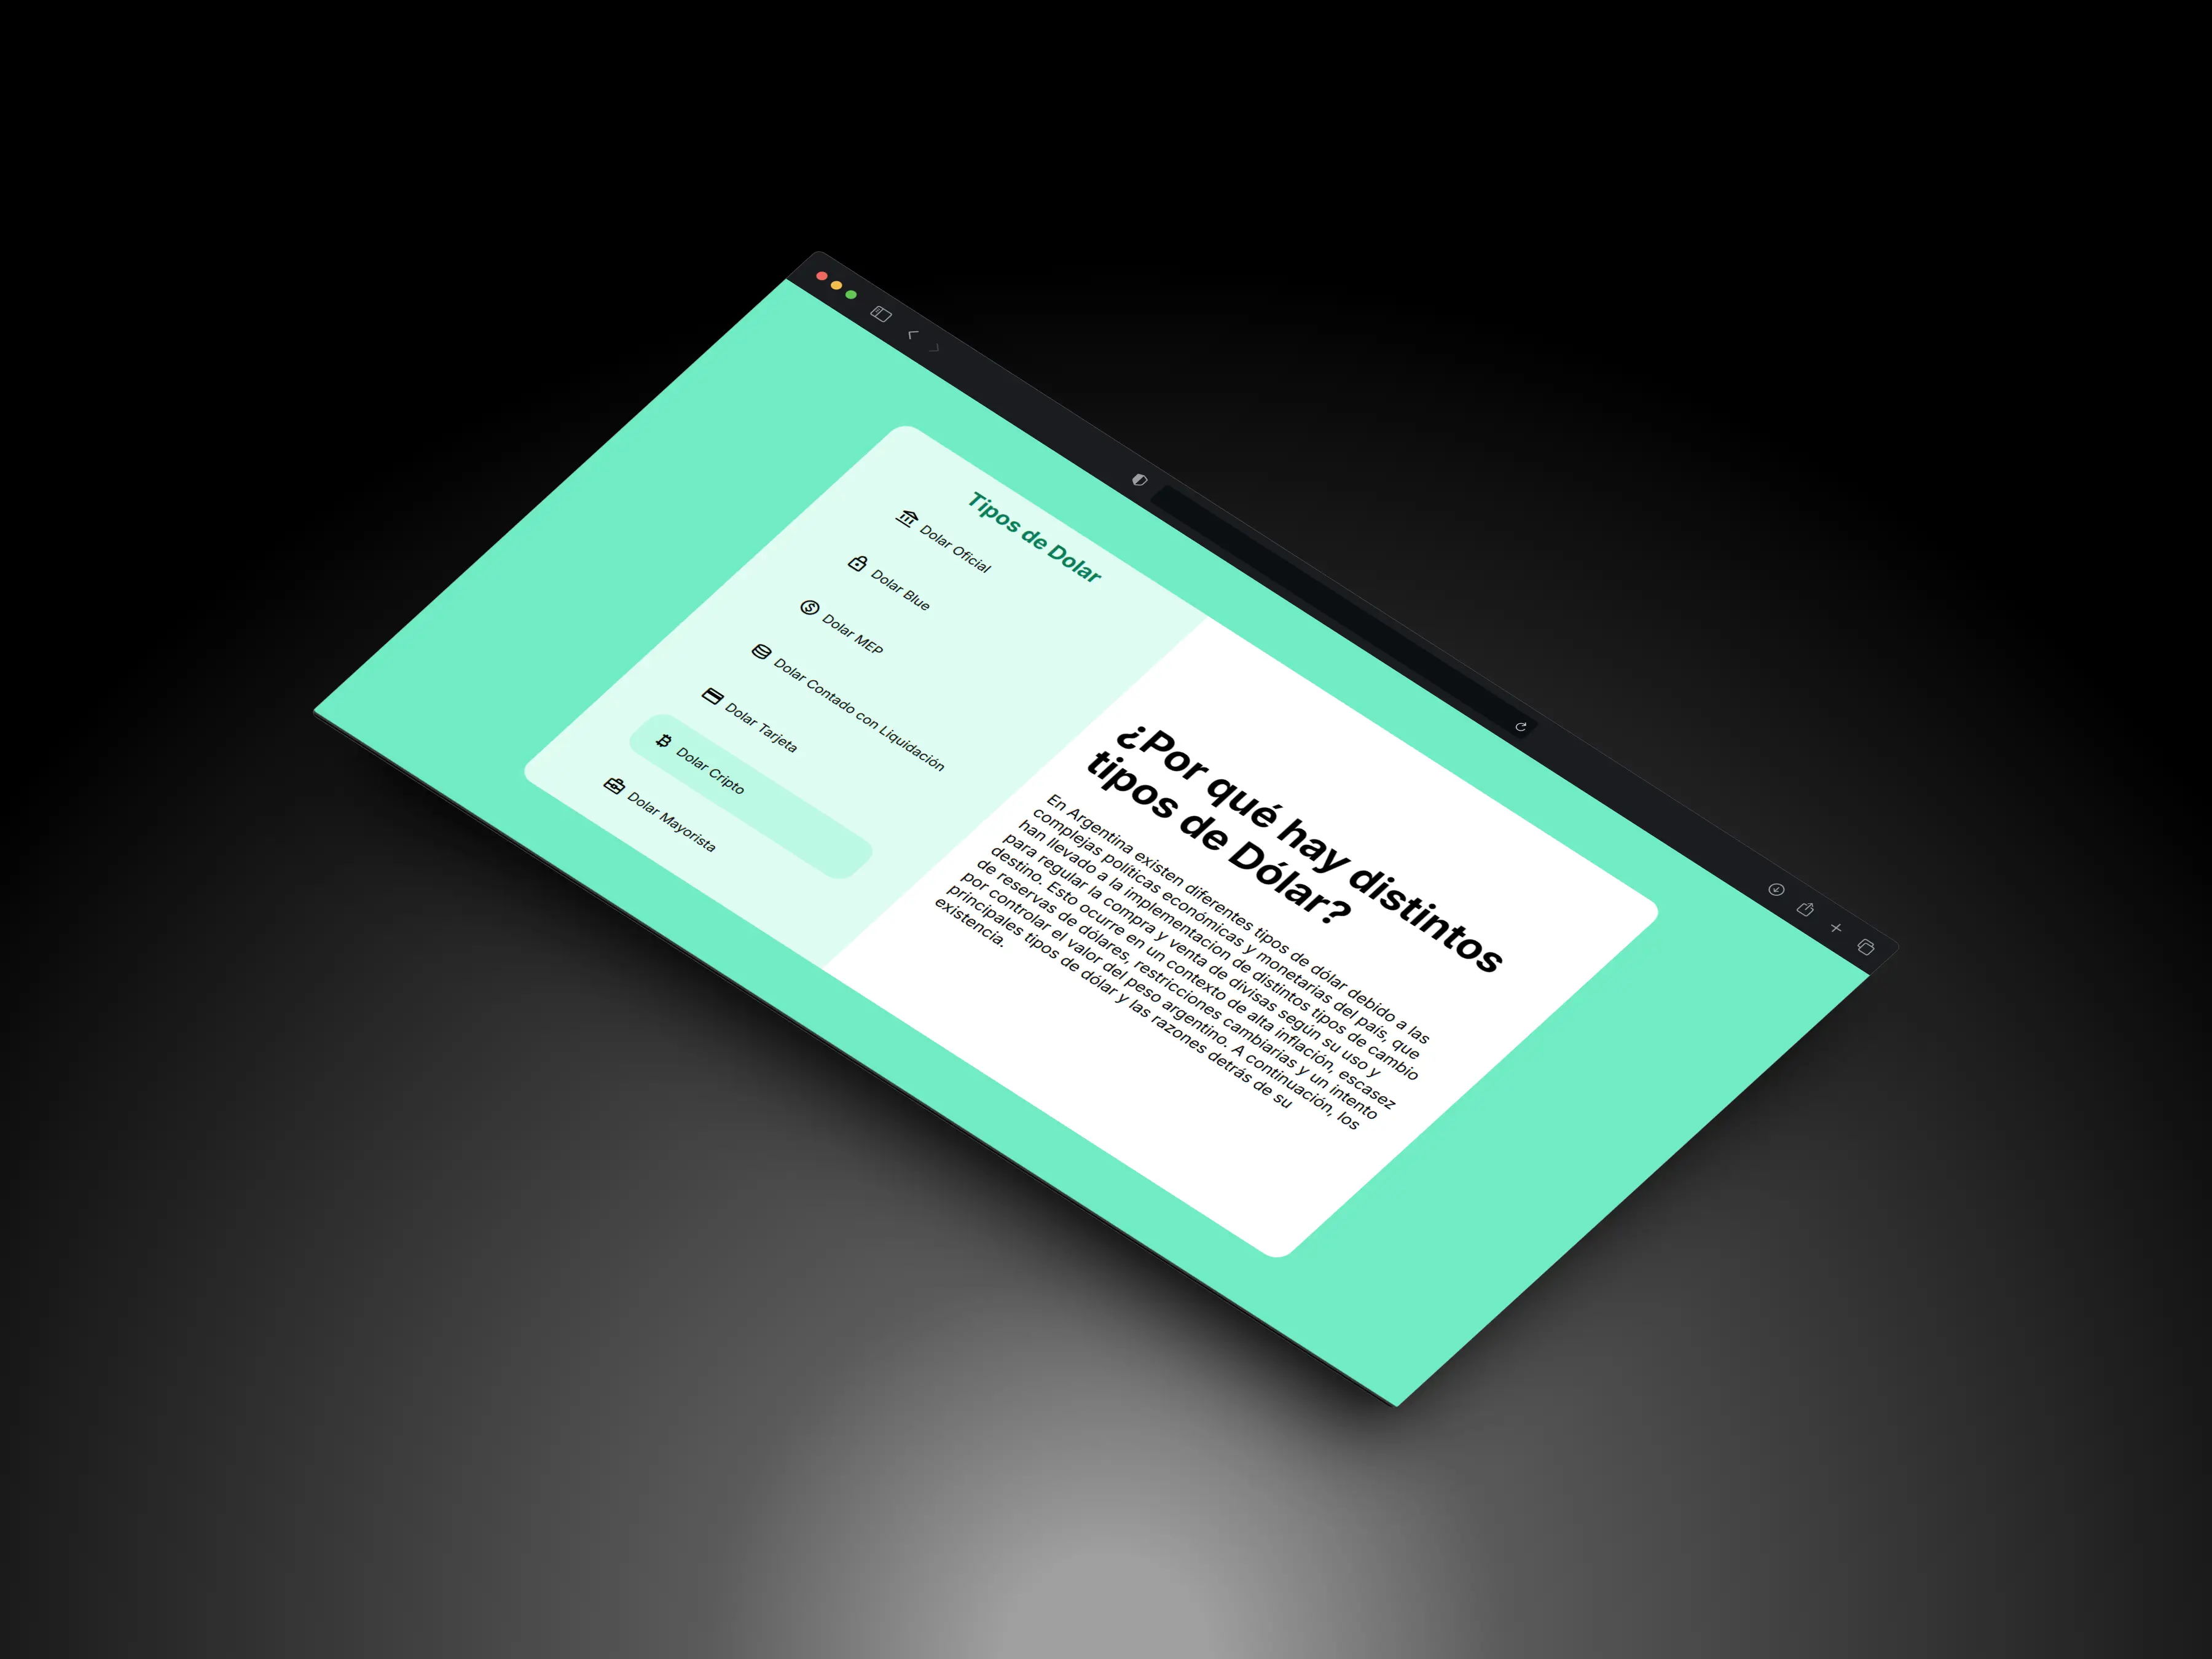 Tipos de Dolar
Dolar Oficial
Dolar Blue
Dolar MEP
Dolar Contado con Liquidación
Dolar Tarjeta
Dolar Cripto
Dolar Mayorista
¿Por qué hay distintos
tipos de Dólar?
En Argentina existen diferentes tipos de dólar debido a las
complejas políticas económicas y monetarias del país, que
han llevado a la implementacion de distintos tipos de cambio
para regular la compra y venta de divisas según su uso y
destino. Esto ocurre en un contexto de alta inflación, escasez
de reservas de dólares, restricciones cambiarias y un intento
por controlar el valor del peso argentino. A continuación, los
principales tipos de dólar y las razones detrás de su
existencia.